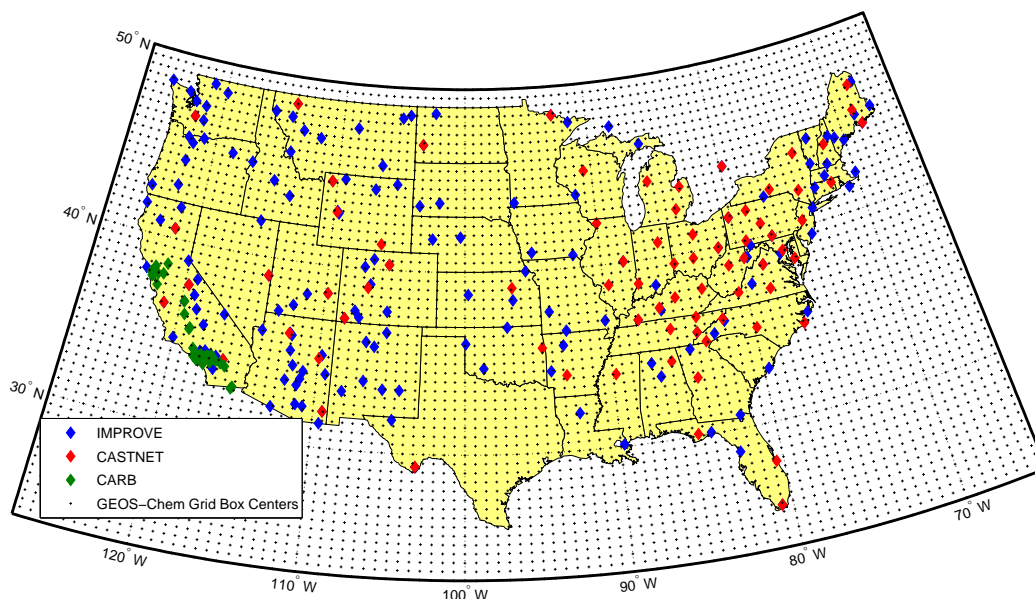 50° N
40° N
30° N
IMPROVE
CASTNET
CARB
GEOS−Chem Grid Box Centers
120° W
110° W
100° W
90° W
80° W
70° W